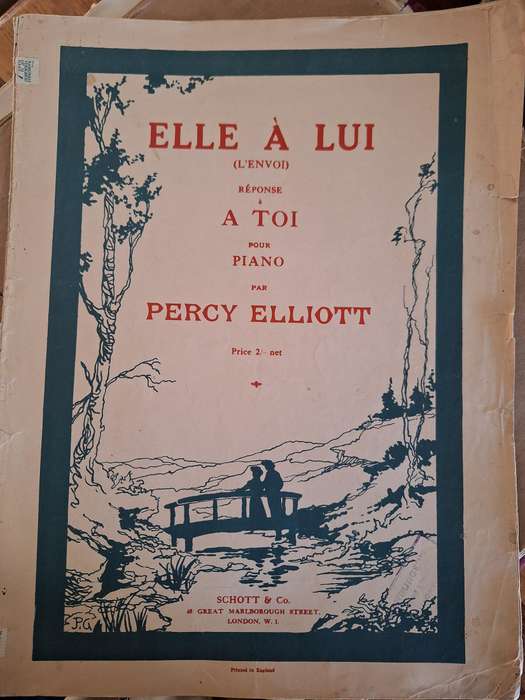 ELLE À LUI
(L'ENVOI)
RÉPONSE
à
A TOI
POUR
PIANO
PAR
PERCY ELLIOTT
Price 2/- net
SCHOTT & Co.
48 GREAT MARLBOROUGH STREET,
LONDON, W. 1.
P.G
Printed in England